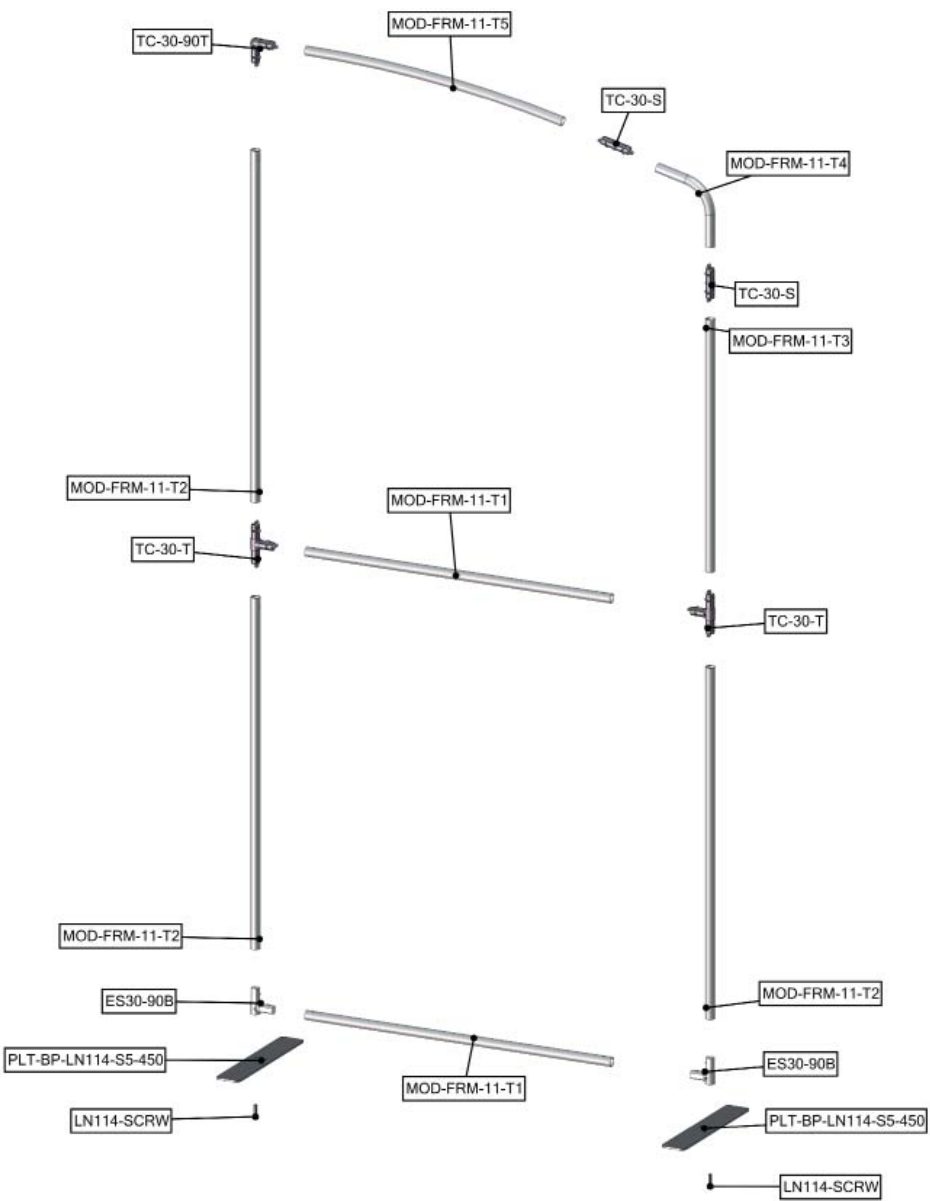 MOD-FRM-11-T5
TC-30-90T
TC-30-S
MOD-FRM-11-T4
TC-30-S
MOD-FRM-11-T3
MOD-FRM-11-T2
MOD-FRM-11-T1
TC-30-T
TC-30-T
MOD-FRM-11-T2
MOD-FRM-11-T2
ES30-90B
PLT-BP-LN114-S5-450
ES30-90B
MOD-FRM-11-T1
LN114-SCRW
PLT-BP-LN114-S5-450
LN114-SCRW